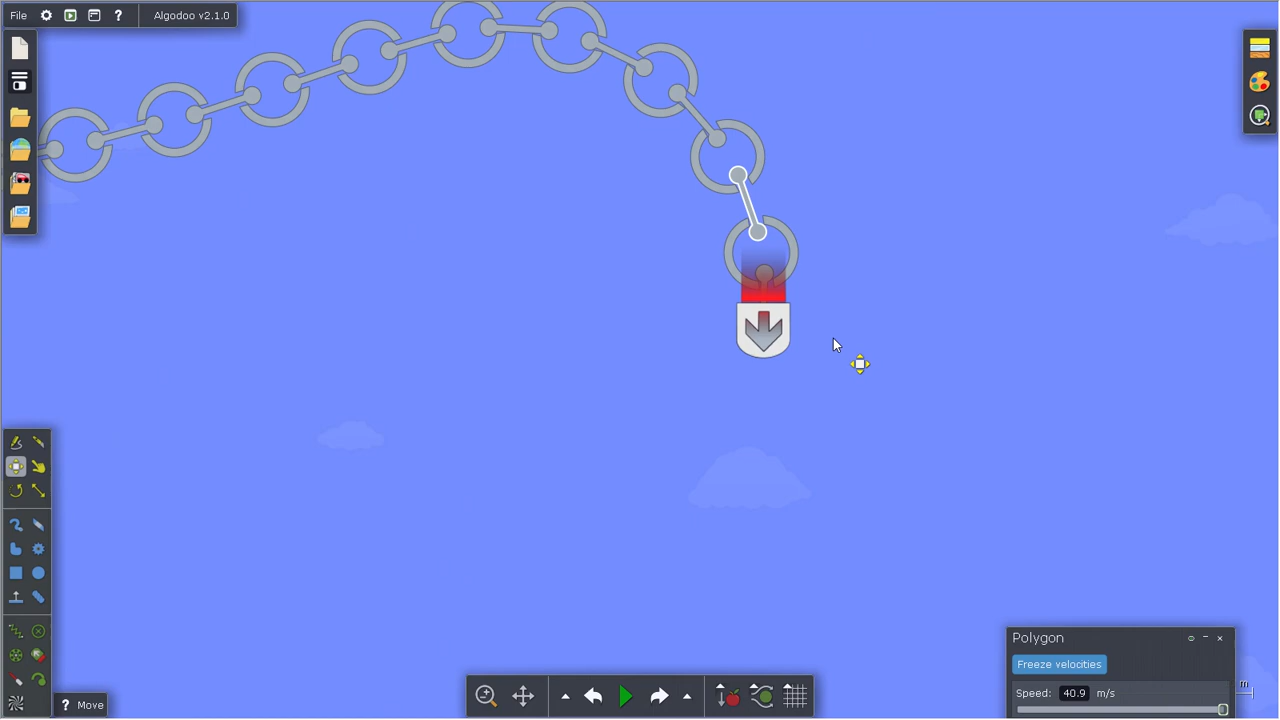 File ? Algodoo v2.1.0
Polygon
Freeze velocities
Speed: 40.9 m/s
m
? Move